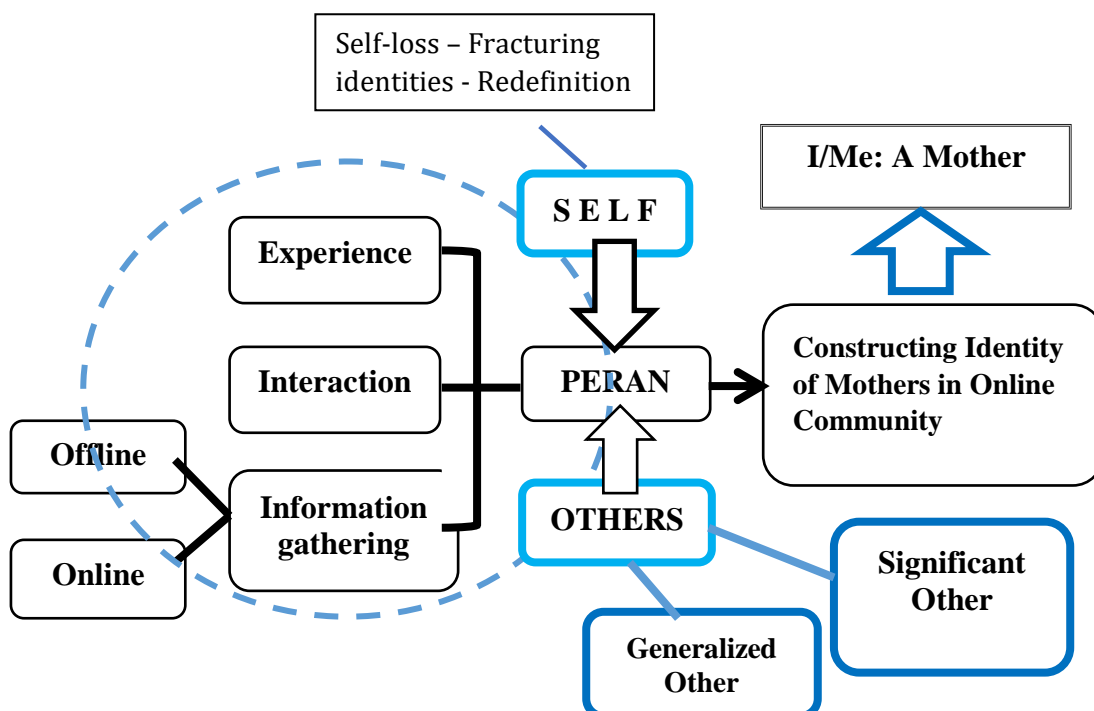 Self-loss – Fracturing
identities - Redefinition
I/Me: A Mother
S E L F
Experience
Interaction
PERAN
Constructing Identity
of Mothers in Online
Community
Offline
Online
Information
gathering
OTHERS
Significant
Other
Generalized
Other